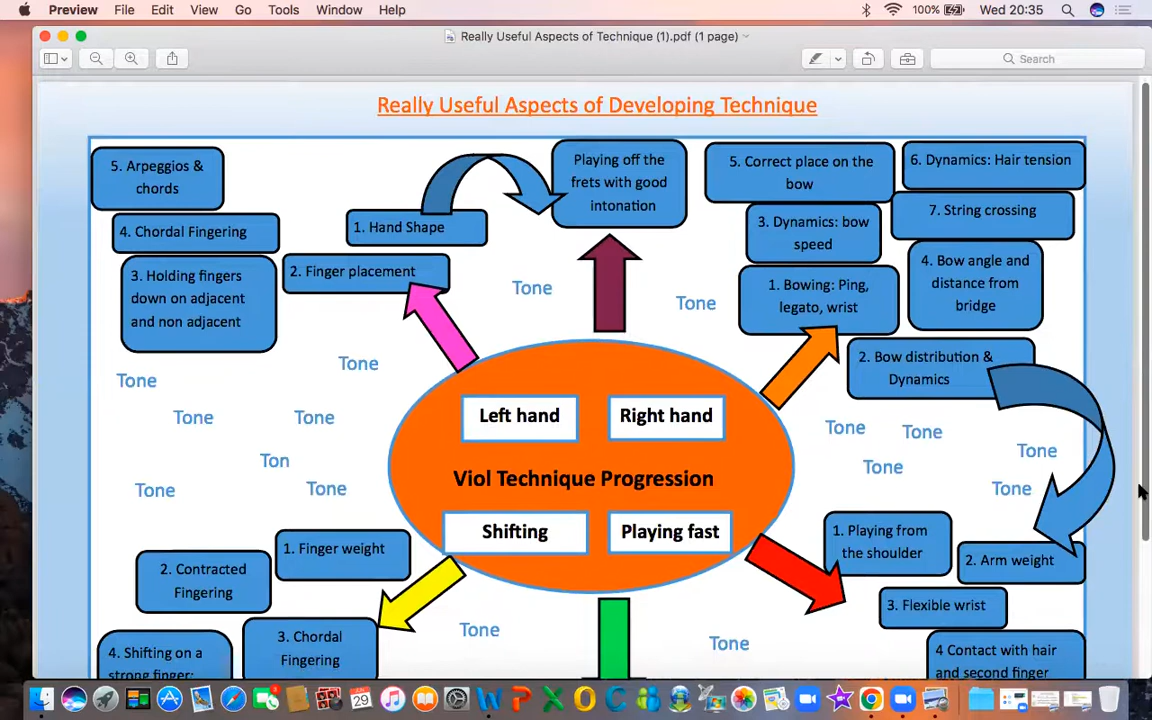 Preview File Edit View Go Tools Window Help
100% Wed 20:35
Really Useful Aspects of Technique (1).pdf (1 page)
Search
Really Useful Aspects of Developing Technique
5. Arpeggios &
chords
4. Chordal Fingering
3. Holding fingers
down on adjacent
and non adjacent
1. Hand Shape
2. Finger placement
Playing off the
frets with good
intonation
5. Correct place on the
bow
6. Dynamics: Hair tension
3. Dynamics: bow
speed
7. String crossing
1. Bowing: Ping,
legato, wrist
4. Bow angle and
distance from
bridge
2. Bow distribution &
Dynamics
Tone
Tone
Tone
Tone
Tone
Tone
Ton
Tone
Tone
Tone
Tone
Tone
Tone
Tone
Left hand
Right hand
Viol Technique Progression
Shifting
Playing fast
1. Finger weight
2. Contracted
Fingering
3. Chordal
Fingering
4. Shifting on a
strong finger:
Tone
Tone
1. Playing from
the shoulder
2. Arm weight
3. Flexible wrist
4 Contact with hair
and second finger